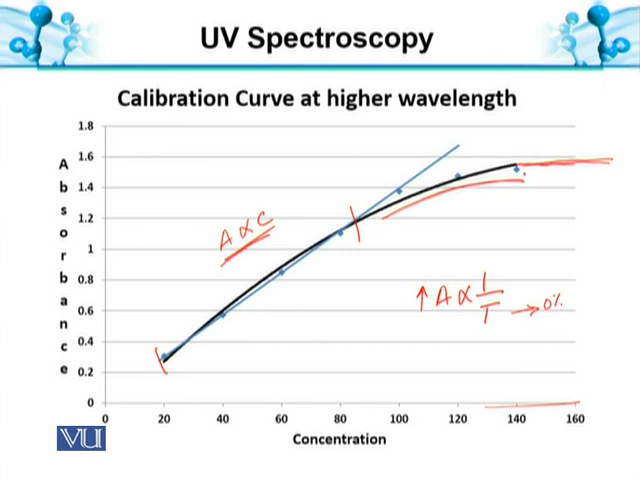 UV Spectroscopy
Calibration Curve at higher wavelength
Absorbance
1.8
1.6
1.4
1.2
1
0.8
0.6
0.4
0.2
0
A ∝ C
↑ A ∝ 1/T → 0%
0 20 40 60 80 100 120 140 160
Concentration
VU